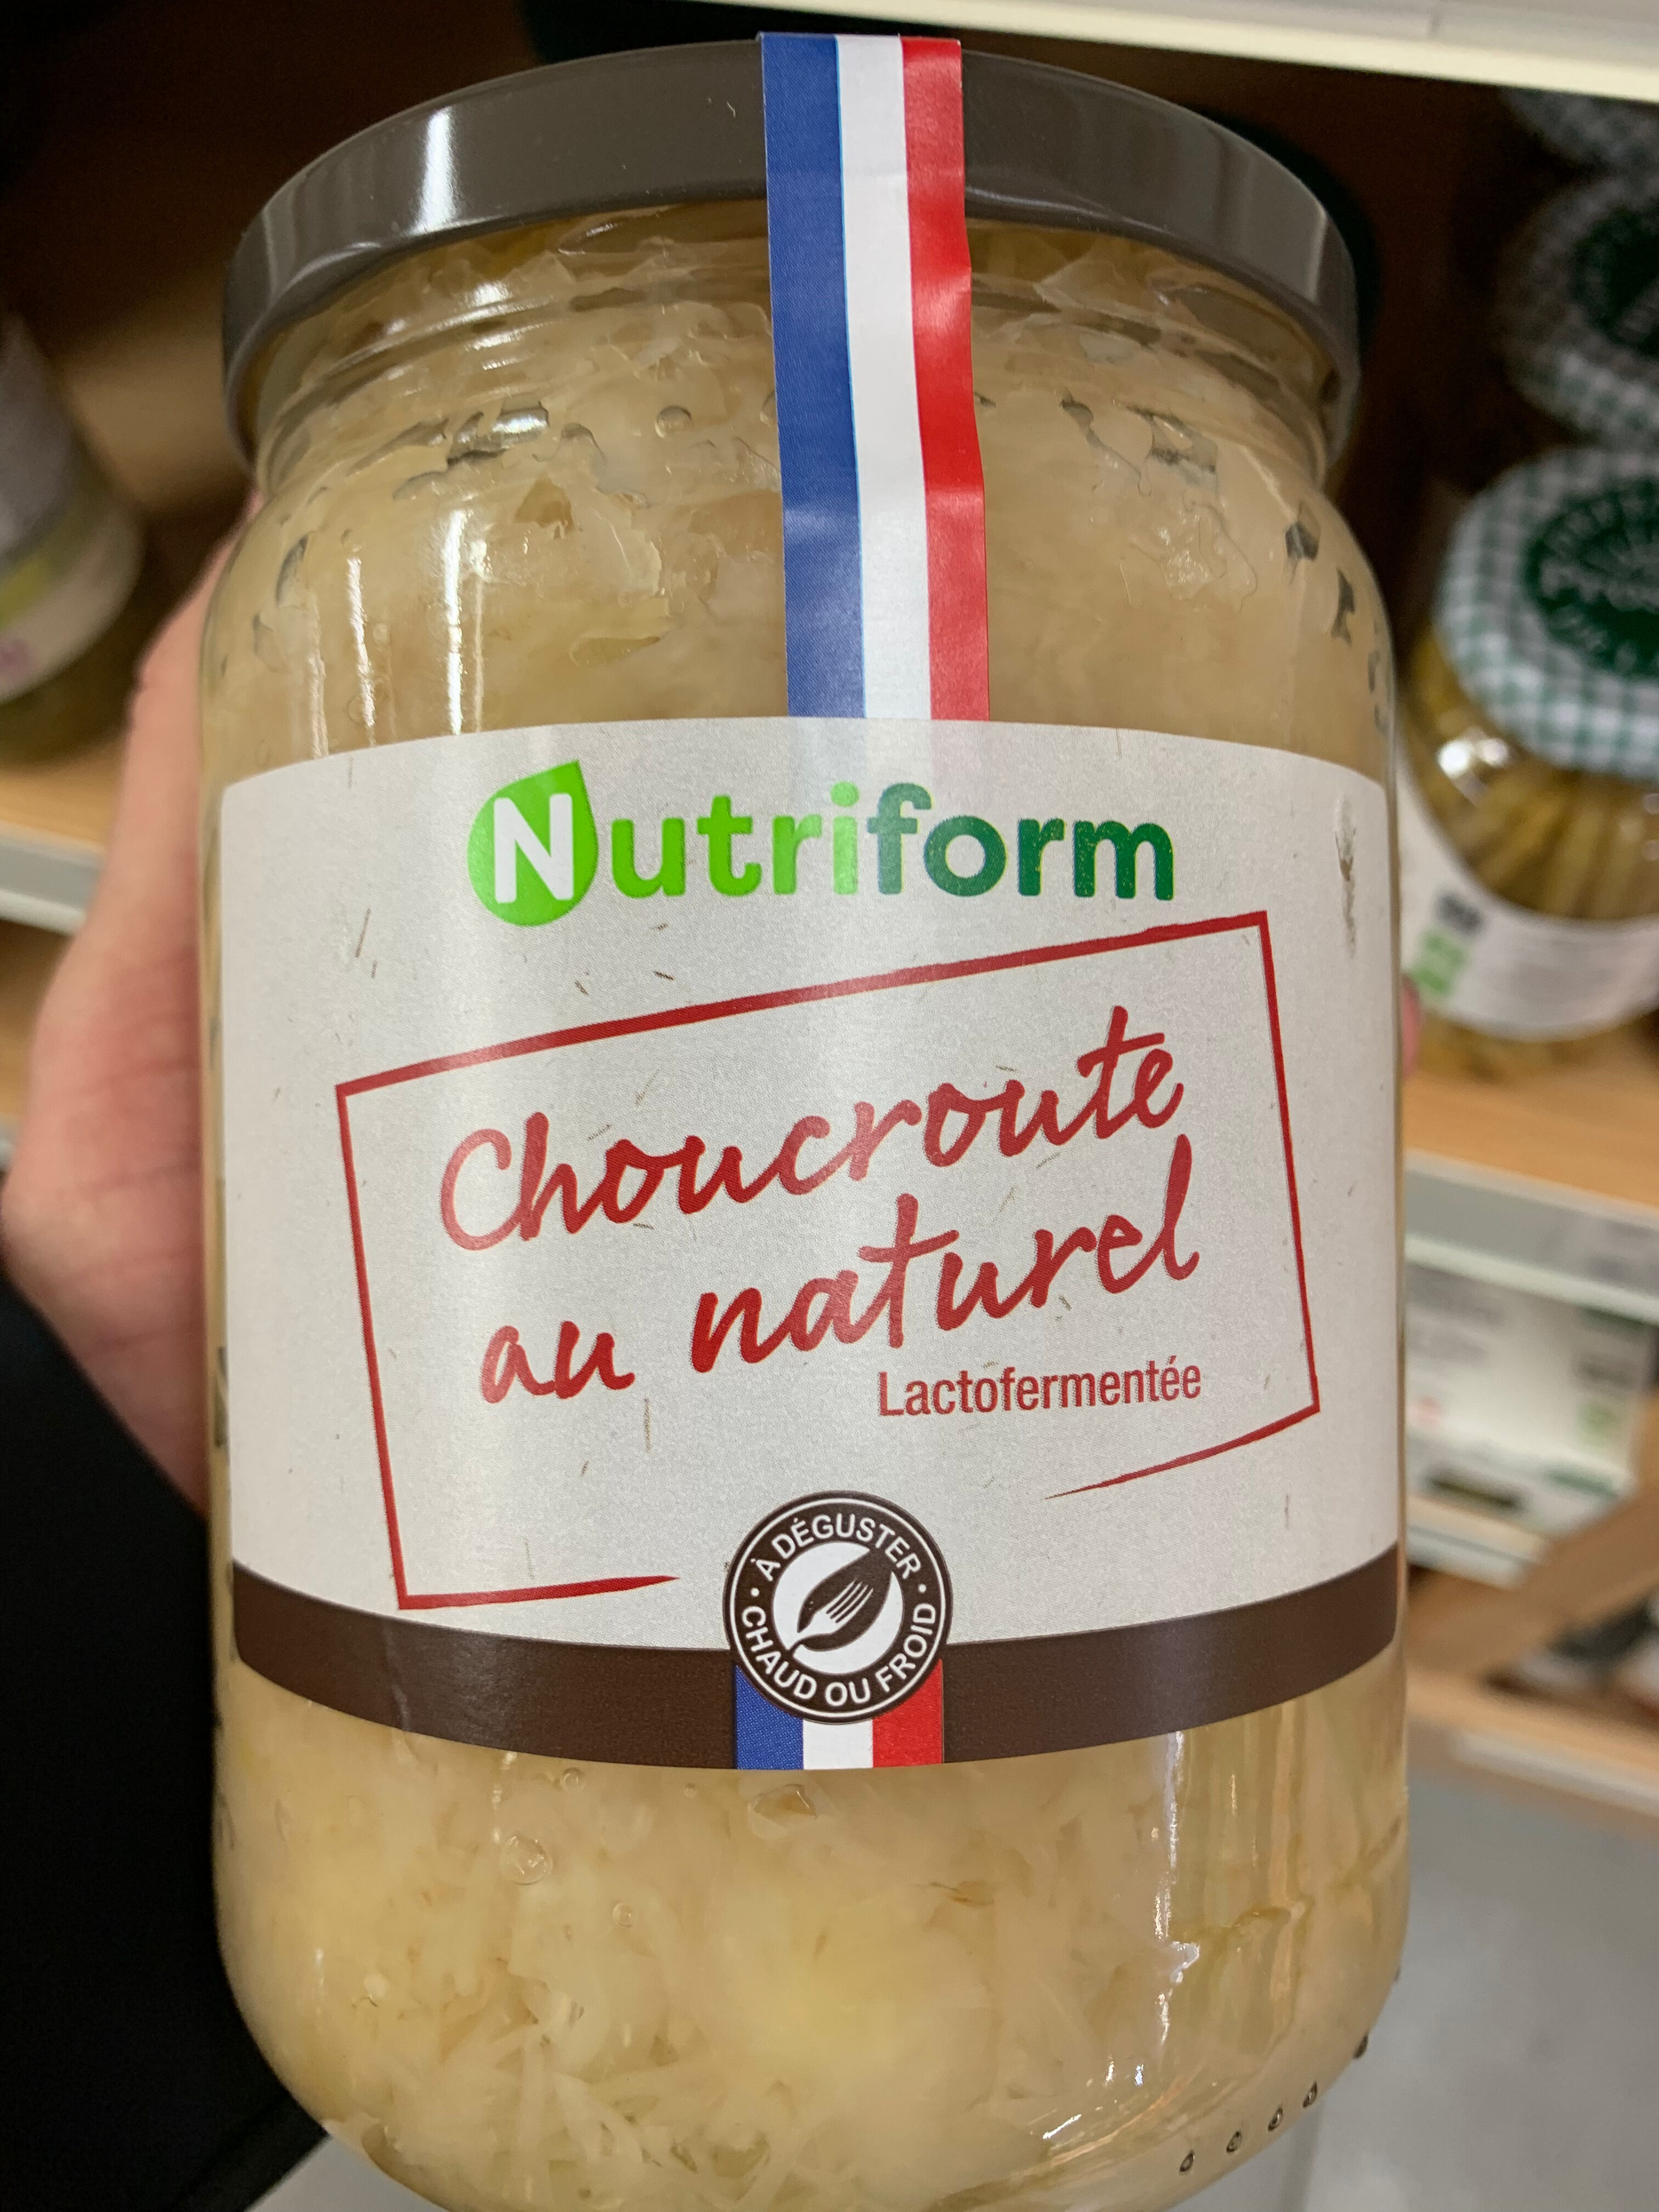 Nutriform
Choucroute
au naturel
Lactofermentée
• À DÉGUSTER •
CHAUD OU FROID